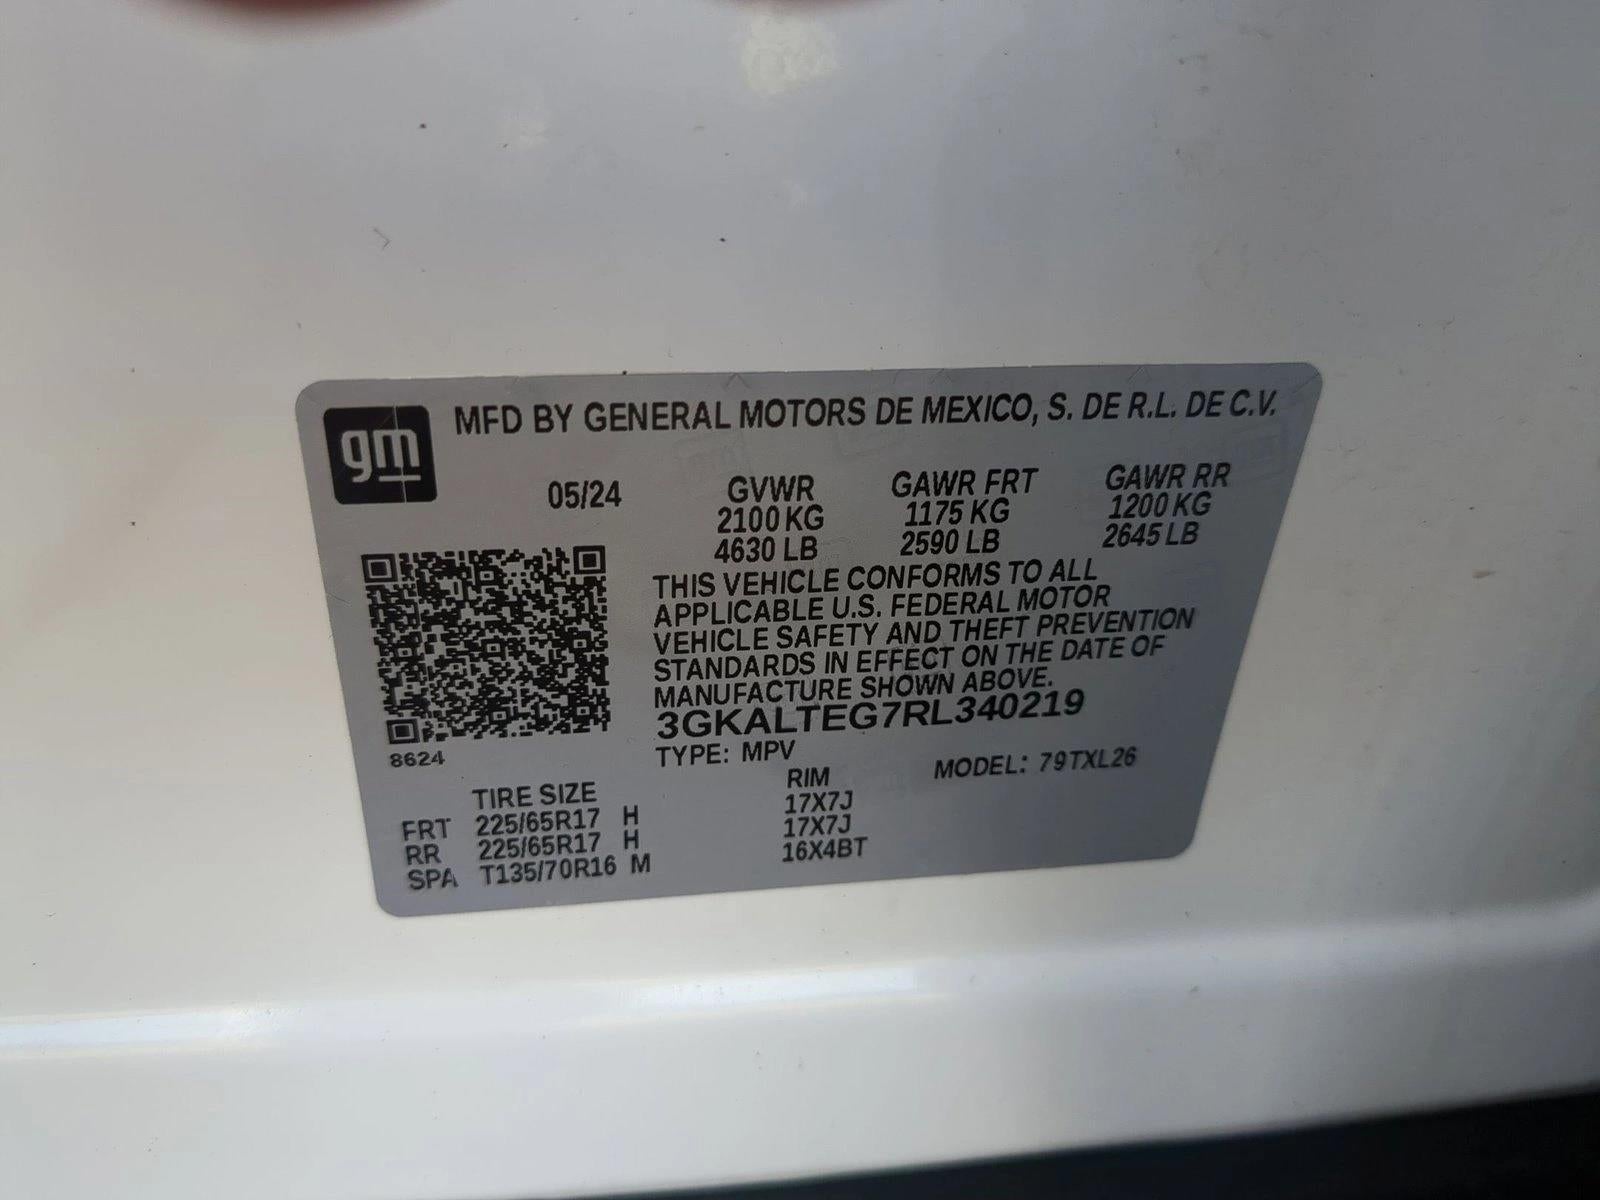 gm
MFD BY GENERAL MOTORS DE MEXICO, S. DE R.L. DE C.V.
05/24 GVWR GAWR FRT GAWR RR
2100 KG 1175 KG 1200 KG
4630 LB 2590 LB 2645 LB
THIS VEHICLE CONFORMS TO ALL
APPLICABLE U.S. FEDERAL MOTOR
VEHICLE SAFETY AND THEFT PREVENTION
STANDARDS IN EFFECT ON THE DATE OF
MANUFACTURE SHOWN ABOVE.
3GKALTEG7RL340219
8624
TYPE: MPV MODEL: 79TXL26
TIRE SIZE RIM
FRT 225/65R17 H 17X7J
RR 225/65R17 H 17X7J
SPA T135/70R16 M 16X4BT